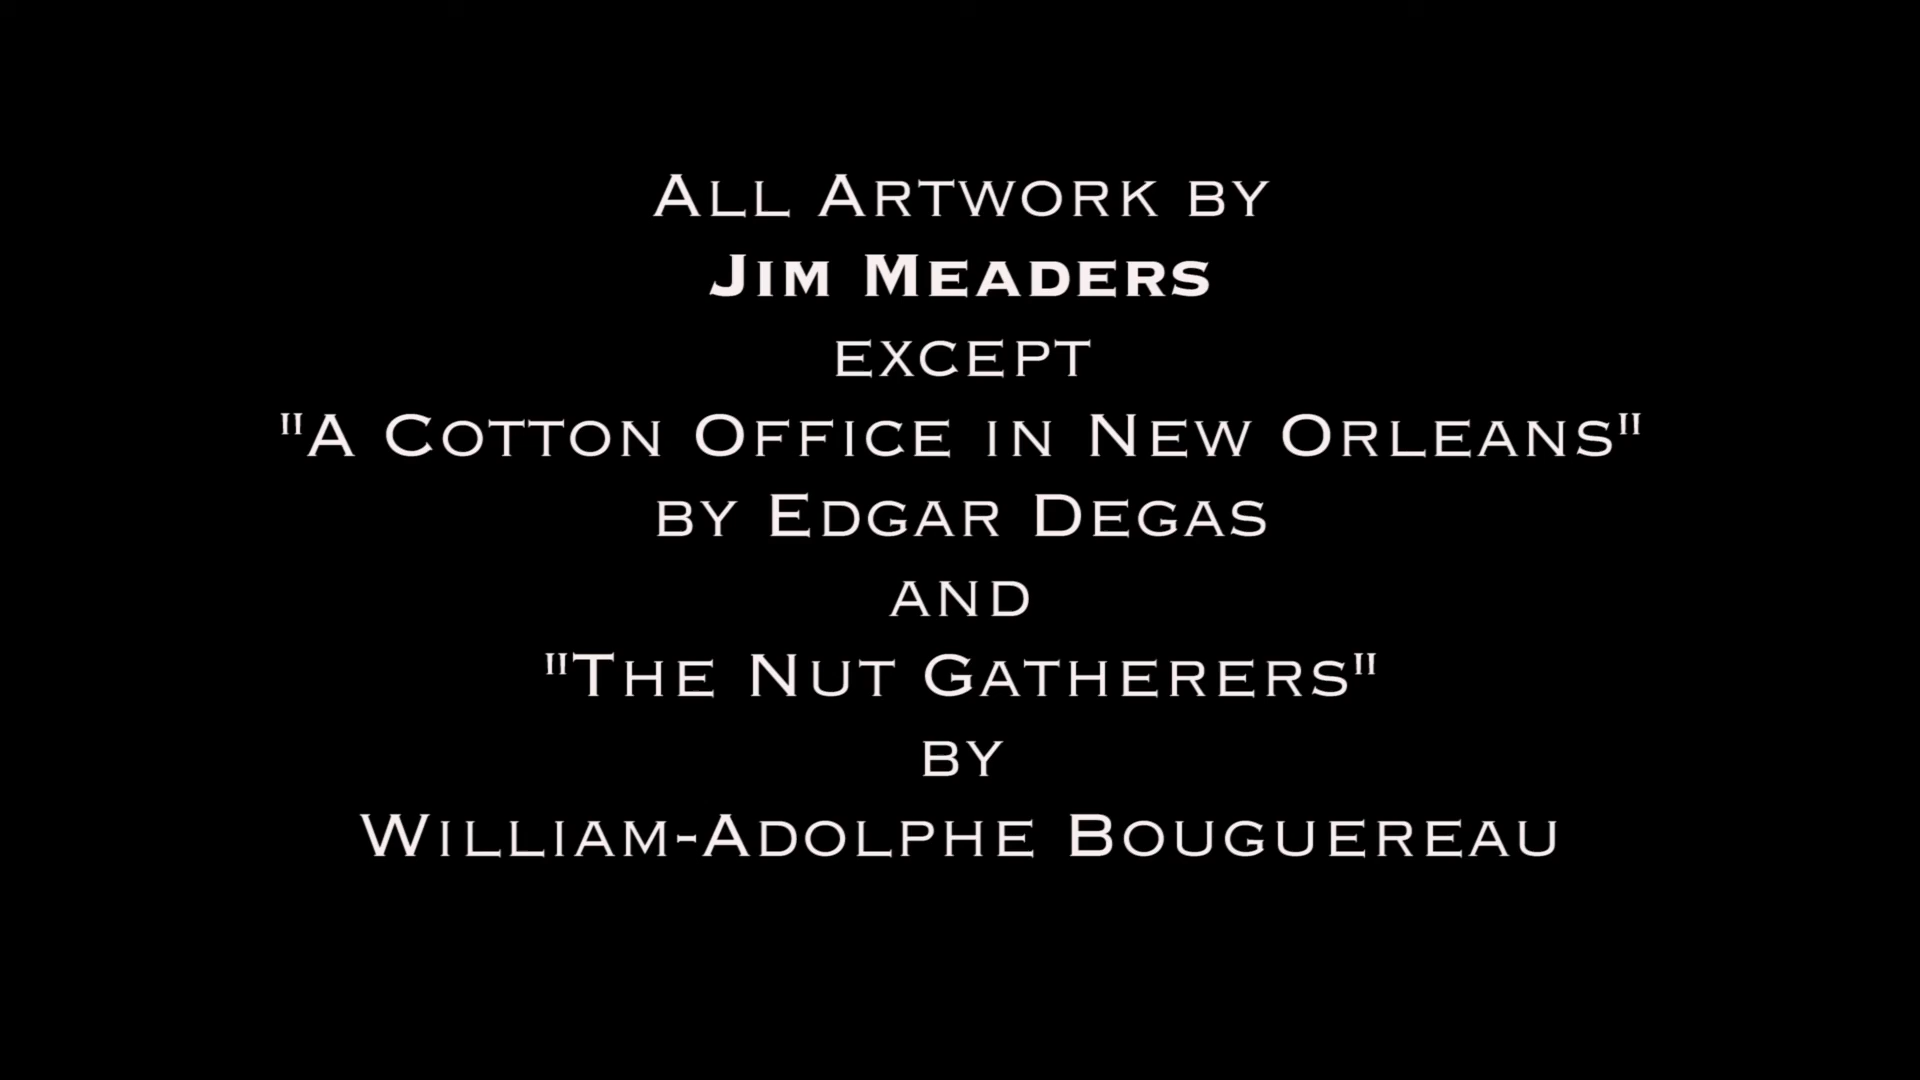 All Artwork by
Jim Meaders
except
"A Cotton Office in New Orleans"
by Edgar Degas
and
"The Nut Gatherers"
by
William-Adolphe Bouguereau